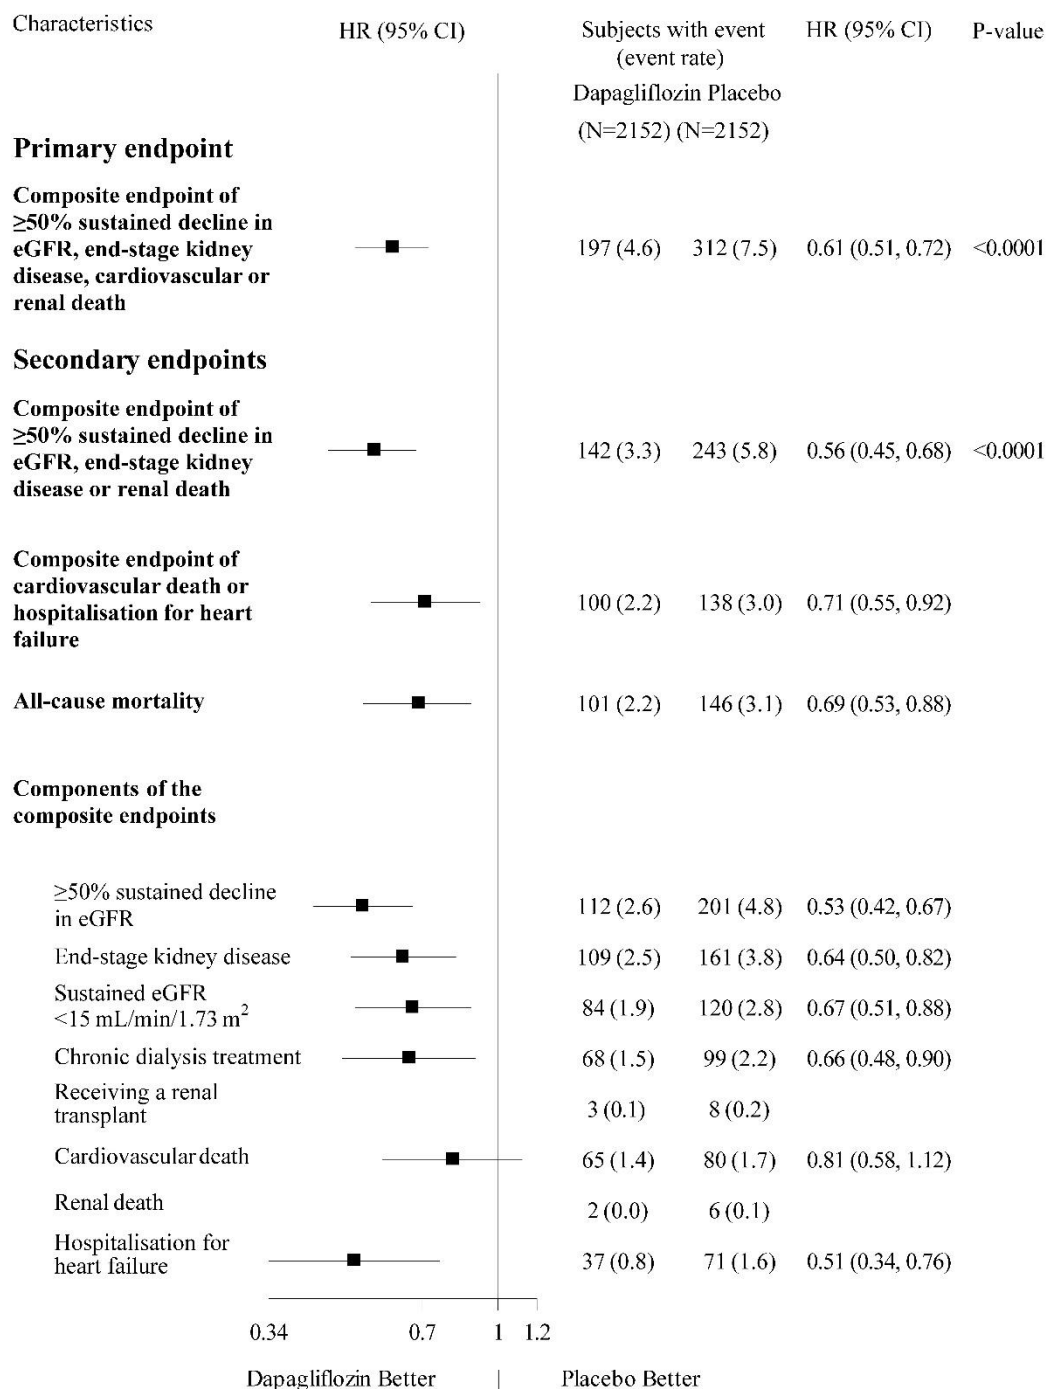 Characteristics HR (95% CI) Subjects with event HR (95% CI) P-value
(event rate)
Dapagliflozin Placebo
(N=2152) (N=2152)
Primary endpoint
Composite endpoint of
≥50% sustained decline in
eGFR, end-stage kidney 197 (4.6) 312 (7.5) 0.61 (0.51, 0.72) <0.0001
disease, cardiovascular or
renal death
Secondary endpoints
Composite endpoint of
≥50% sustained decline in
eGFR, end-stage kidney 142 (3.3) 243 (5.8) 0.56 (0.45, 0.68) <0.0001
disease or renal death
Composite endpoint of
cardiovascular death or
hospitalisation for heart 100 (2.2) 138 (3.0) 0.71 (0.55, 0.92)
failure
All-cause mortality 101 (2.2) 146 (3.1) 0.69 (0.53, 0.88)
Components of the
composite endpoints
≥50% sustained decline
in eGFR 112 (2.6) 201 (4.8) 0.53 (0.42, 0.67)
End-stage kidney disease 109 (2.5) 161 (3.8) 0.64 (0.50, 0.82)
Sustained eGFR
<15 mL/min/1.73 m² 84 (1.9) 120 (2.8) 0.67 (0.51, 0.88)
Chronic dialysis treatment 68 (1.5) 99 (2.2) 0.66 (0.48, 0.90)
Receiving a renal
transplant 3 (0.1) 8 (0.2)
Cardiovascular death 65 (1.4) 80 (1.7) 0.81 (0.58, 1.12)
Renal death 2 (0.0) 6 (0.1)
Hospitalisation for
heart failure 37 (0.8) 71 (1.6) 0.51 (0.34, 0.76)
0.34 0.7 1 1.2
Dapagliflozin Better | Placebo Better